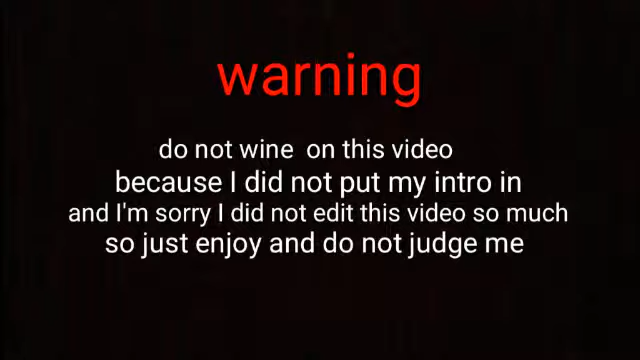 warning
do not wine on this video
because I did not put my intro in
and I'm sorry I did not edit this video so much
so just enjoy and do not judge me